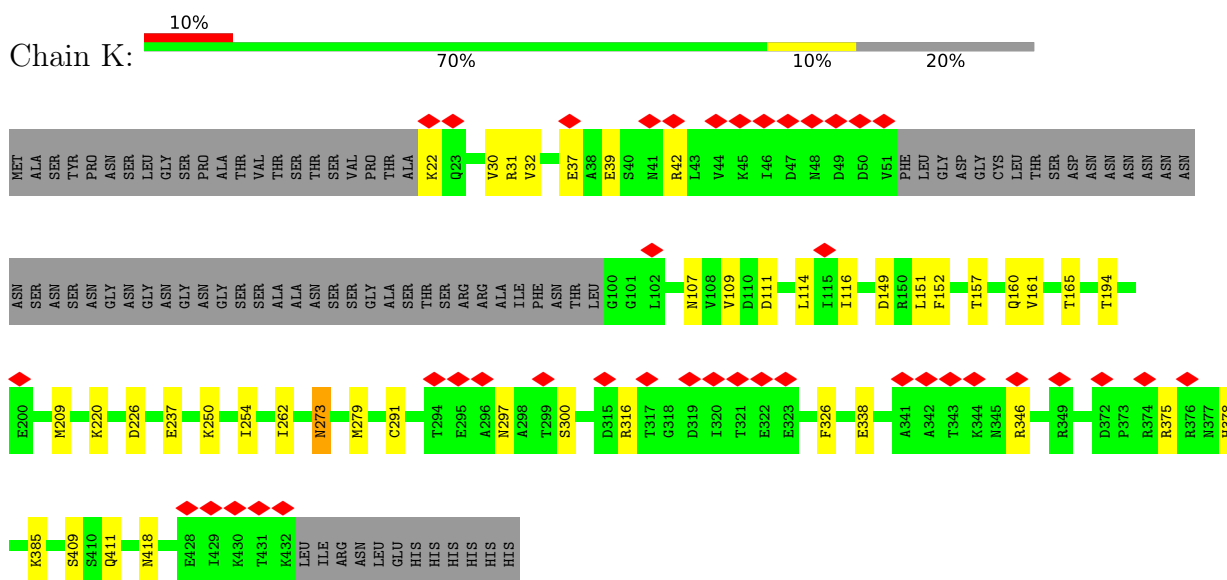 10%
Chain K:
70% 10% 20%
MET ALA SER TYR PRO ASN SER LEU GLY SER PRO ALA THR VAL THR SER THR SER VAL PRO THR ALA K22 Q23 V30 R31 V32 E37 A38 E39 S40 N41 R42 L43 V44 K45 I46 D47 N48 D49 D50 V51 PHE LEU GLY ASP GLY CYS LEU THR SER ASP ASN ASN ASN ASN ASN ASN
ASN SER ASN SER ASN GLY ASN GLY ASN GLY ASN GLY SER SER ALA ALA ASN SER SER GLY ALA SER THR SER ARG ARG ALA ILE PHE ASN THR LEU G100 G101 L102 N107 V108 V109 D110 D111 L114 I115 I116 D149 R150 L151 F152 T157 Q160 V161 T165 T194
E200 M209 K220 D226 E237 K250 I254 I262 N273 M279 C291 T294 E295 A296 N297 A298 T299 S300 D315 R316 T317 G318 D319 I320 T321 E322 E323 F326 E338 A341 A342 T343 K344 N345 R346 R349 D372 P373 R374 R375 R376 N377 H378
K385 S409 S410 Q411 N418 E428 I429 K430 T431 K432 LEU ILE ARG ASN LEU GLU HIS HIS HIS HIS HIS HIS